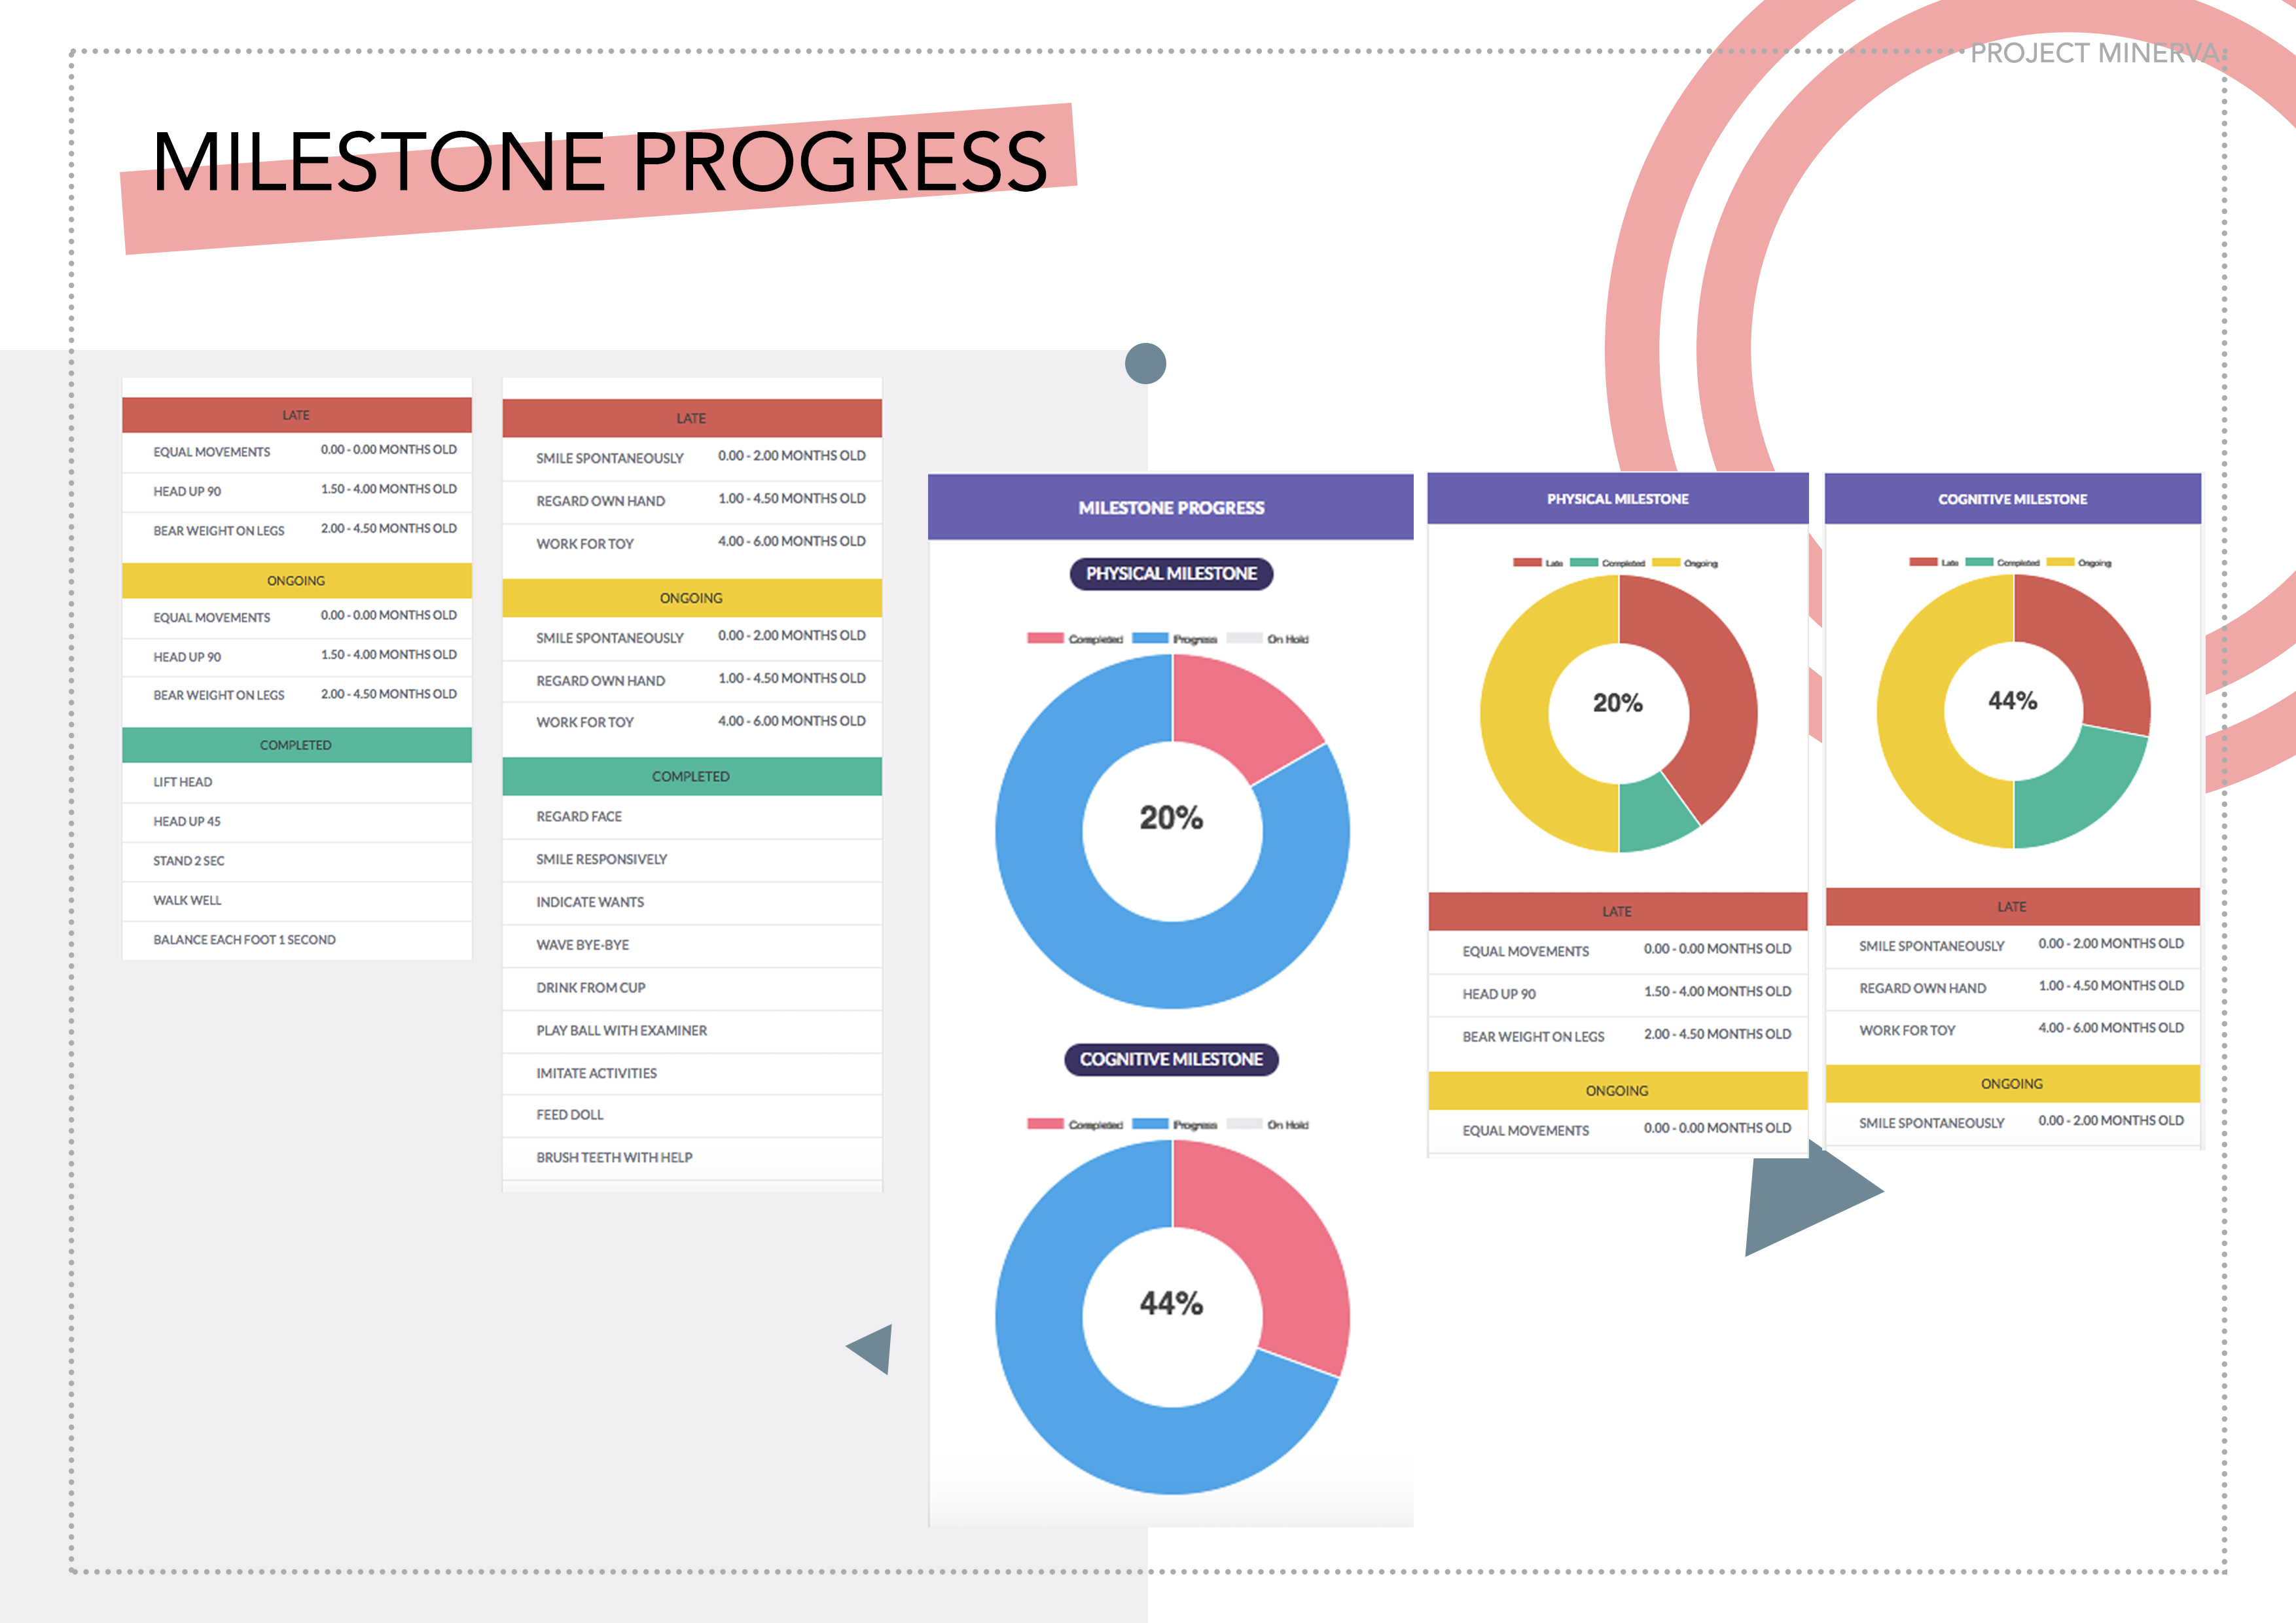 PROJECT MINERVA
MILESTONE PROGRESS
LATE
EQUAL MOVEMENTS 0.00 - 0.00 MONTHS OLD
HEAD UP 90 1.50 - 4.00 MONTHS OLD
BEAR WEIGHT ON LEGS 2.00 - 4.50 MONTHS OLD
ONGOING
EQUAL MOVEMENTS 0.00 - 0.00 MONTHS OLD
HEAD UP 90 1.50 - 4.00 MONTHS OLD
BEAR WEIGHT ON LEGS 2.00 - 4.50 MONTHS OLD
COMPLETED
LIFT HEAD
HEAD UP 45
STAND 2 SEC
WALK WELL
BALANCE EACH FOOT 1 SECOND
LATE
SMILE SPONTANEOUSLY 0.00 - 2.00 MONTHS OLD
REGARD OWN HAND 1.00 - 4.50 MONTHS OLD
WORK FOR TOY 4.00 - 6.00 MONTHS OLD
ONGOING
SMILE SPONTANEOUSLY 0.00 - 2.00 MONTHS OLD
REGARD OWN HAND 1.00 - 4.50 MONTHS OLD
WORK FOR TOY 4.00 - 6.00 MONTHS OLD
COMPLETED
REGARD FACE
SMILE RESPONSIVELY
INDICATE WANTS
WAVE BYE-BYE
DRINK FROM CUP
PLAY BALL WITH EXAMINER
IMITATE ACTIVITIES
FEED DOLL
BRUSH TEETH WITH HELP
MILESTONE PROGRESS
PHYSICAL MILESTONE
Completed Progress On Hold
20%
COGNITIVE MILESTONE
Completed Progress On Hold
44%
PHYSICAL MILESTONE
Late Completed Ongoing
20%
LATE
EQUAL MOVEMENTS 0.00 - 0.00 MONTHS OLD
HEAD UP 90 1.50 - 4.00 MONTHS OLD
BEAR WEIGHT ON LEGS 2.00 - 4.50 MONTHS OLD
ONGOING
EQUAL MOVEMENTS 0.00 - 0.00 MONTHS OLD
COGNITIVE MILESTONE
Late Completed Ongoing
44%
LATE
SMILE SPONTANEOUSLY 0.00 - 2.00 MONTHS OLD
REGARD OWN HAND 1.00 - 4.50 MONTHS OLD
WORK FOR TOY 4.00 - 6.00 MONTHS OLD
ONGOING
SMILE SPONTANEOUSLY 0.00 - 2.00 MONTHS OLD